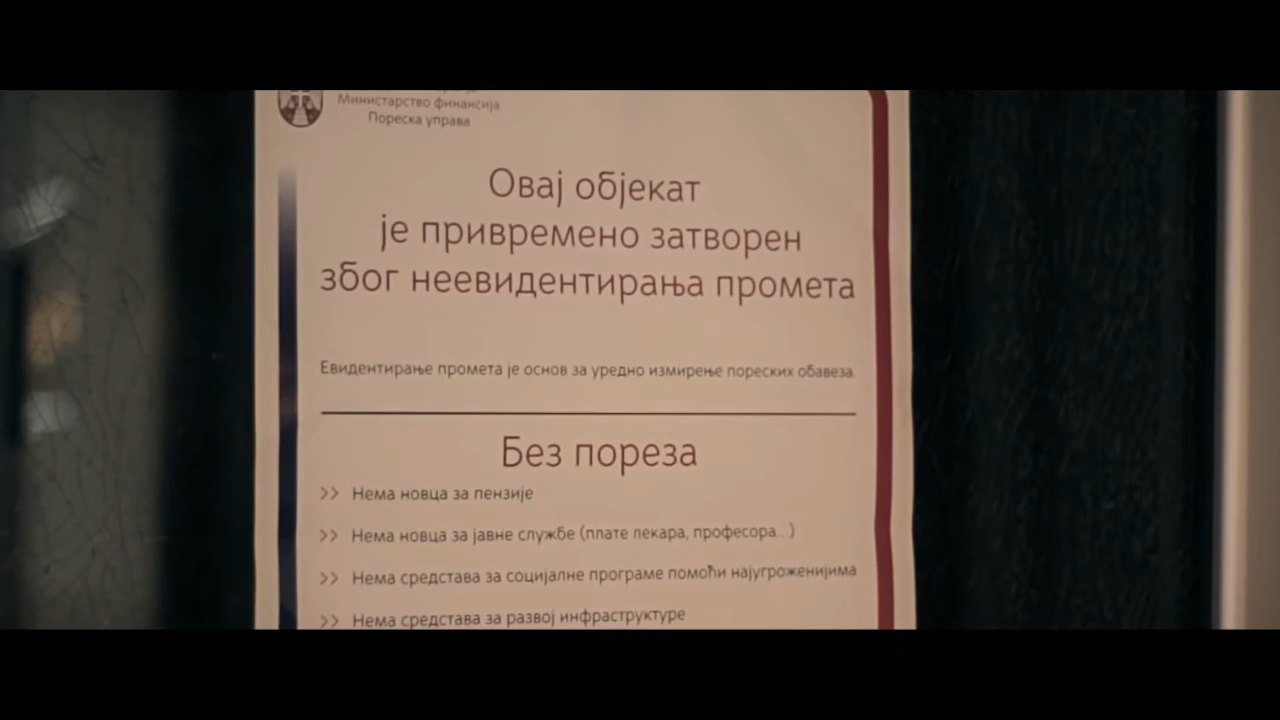 Министарство финансија
Пореска управа
Овај објекат
је привремено затворен
због неевидентирања промета
Евидентирање промета је основ за уредно измирење пореских обавеза.
Без пореза
>> Нема новца за пензије
>> Нема новца за јавне службе (плате лекара, професора...)
>> Нема средстава за социјалне програме помоћи најугроженијима
>> Нема средстава за развој инфраструктуре